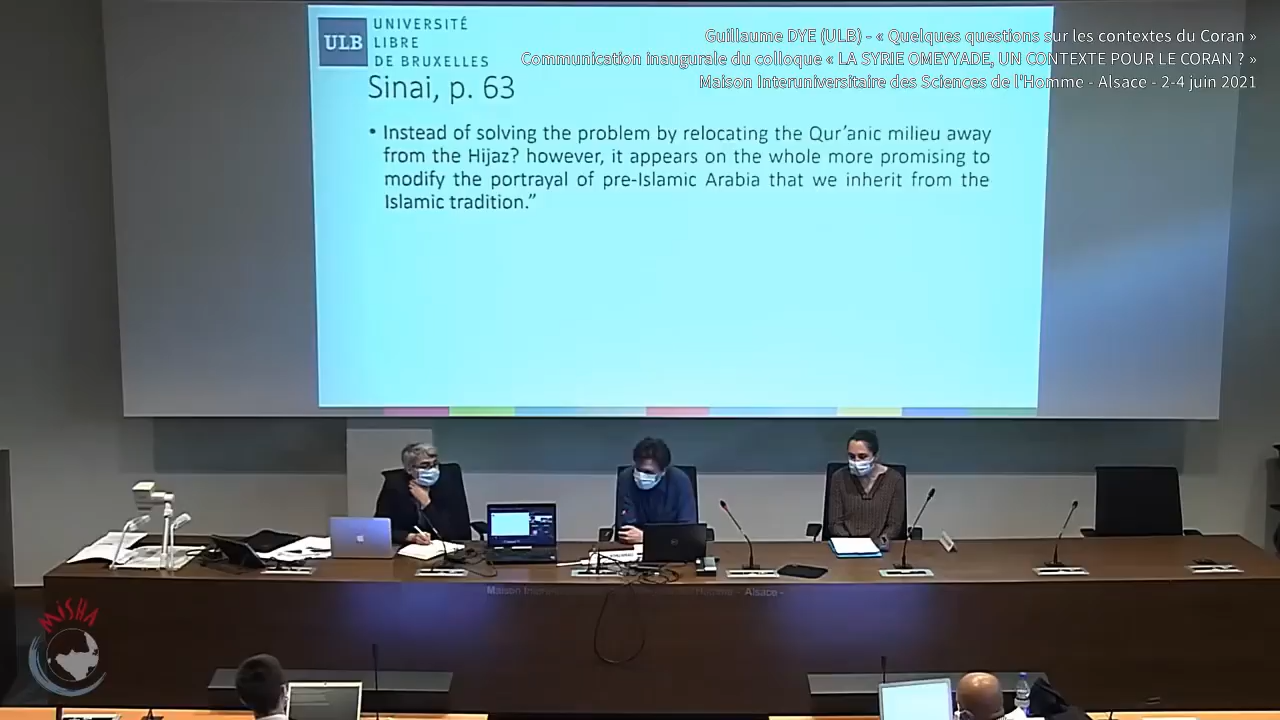 ULB
UNIVERSITÉ
LIBRE
DE BRUXELLES
Guillaume DYE (ULB) - « Quelques questions sur les contextes du Coran »
Communication inaugurale du colloque « LA SYRIE OMEYYADE, UN CONTEXTE POUR LE CORAN ? »
Maison Interuniversitaire des Sciences de l'Homme - Alsace - 2-4 juin 2021
Sinai, p. 63
• Instead of solving the problem by relocating the Qur’anic milieu away
from the Hijaz? however, it appears on the whole more promising to
modify the portrayal of pre-Islamic Arabia that we inherit from the
Islamic tradition.”
MISHA